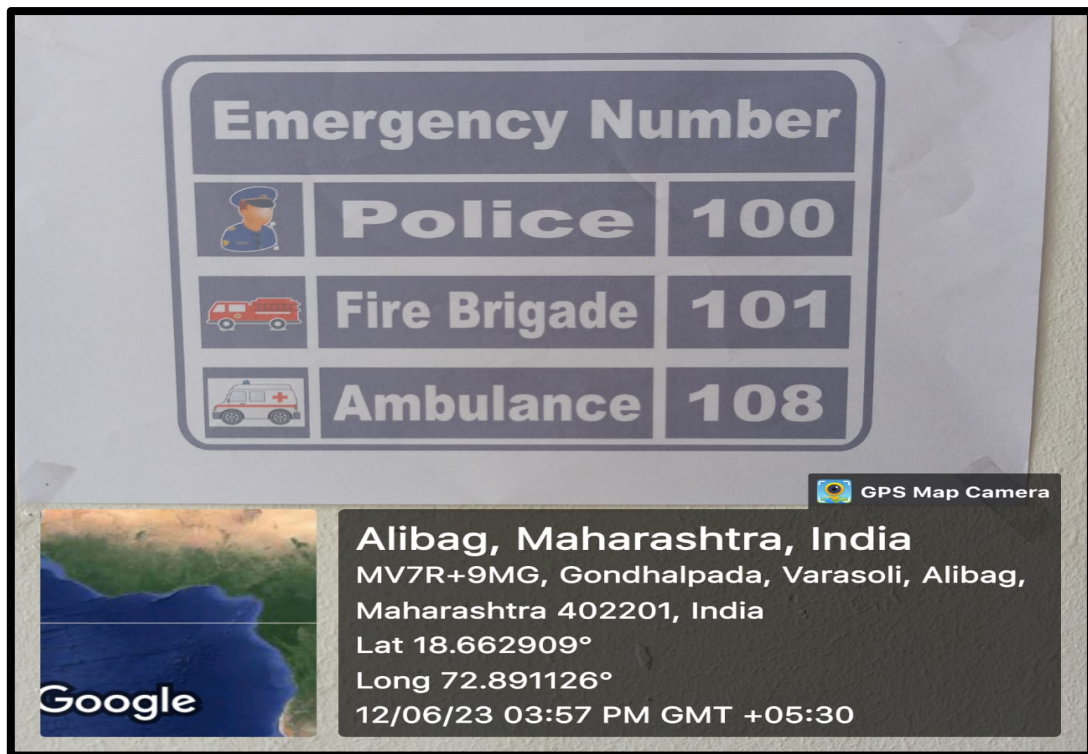 Emergency Number
Police 100
Fire Brigade 101
Ambulance 108
GPS Map Camera
Alibag, Maharashtra, India
MV7R+9MG, Gondhalpada, Varasoli, Alibag,
Maharashtra 402201, India
Lat 18.662909°
Long 72.891126°
12/06/23 03:57 PM GMT +05:30
Google